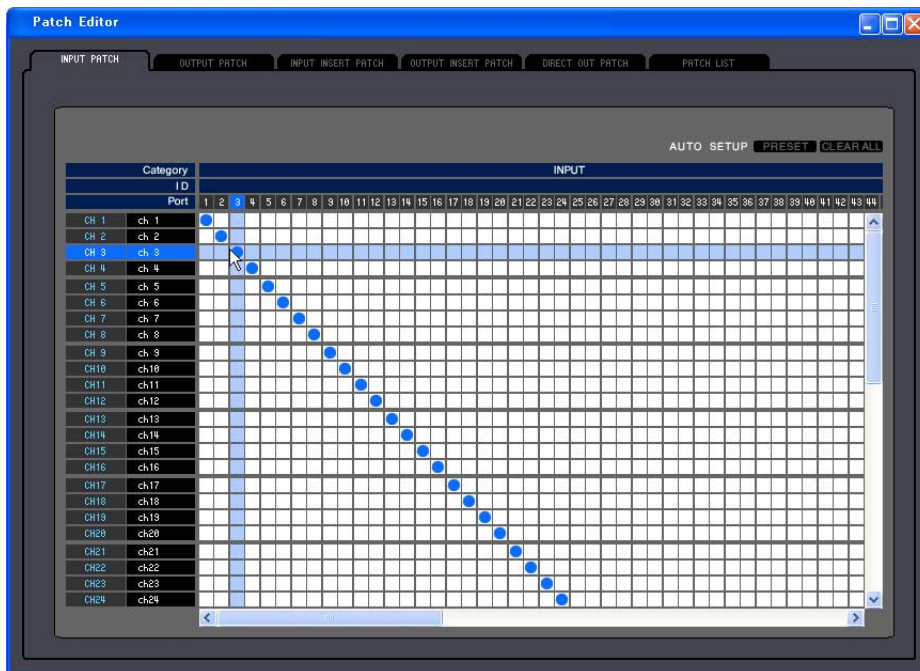 Patch Editor
INPUT PATCH OUTPUT PATCH INPUT INSERT PATCH OUTPUT INSERT PATCH DIRECT OUT PATCH PATCH LIST
AUTO SETUP PRESET CLEAR ALL
Category INPUT
ID
Port 1 2 3 4 5 6 7 8 9 10 11 12 13 14 15 16 17 18 19 20 21 22 23 24 25 26 27 28 29 30 31 32 33 34 35 36 37 38 39 40 41 42 43 44
CH 1 ch 1
CH 2 ch 2
CH 3 ch 3
CH 4 ch 4
CH 5 ch 5
CH 6 ch 6
CH 7 ch 7
CH 8 ch 8
CH 9 ch 9
CH10 ch10
CH11 ch11
CH12 ch12
CH13 ch13
CH14 ch14
CH15 ch15
CH16 ch16
CH17 ch17
CH18 ch18
CH19 ch19
CH20 ch20
CH21 ch21
CH22 ch22
CH23 ch23
CH24 ch24